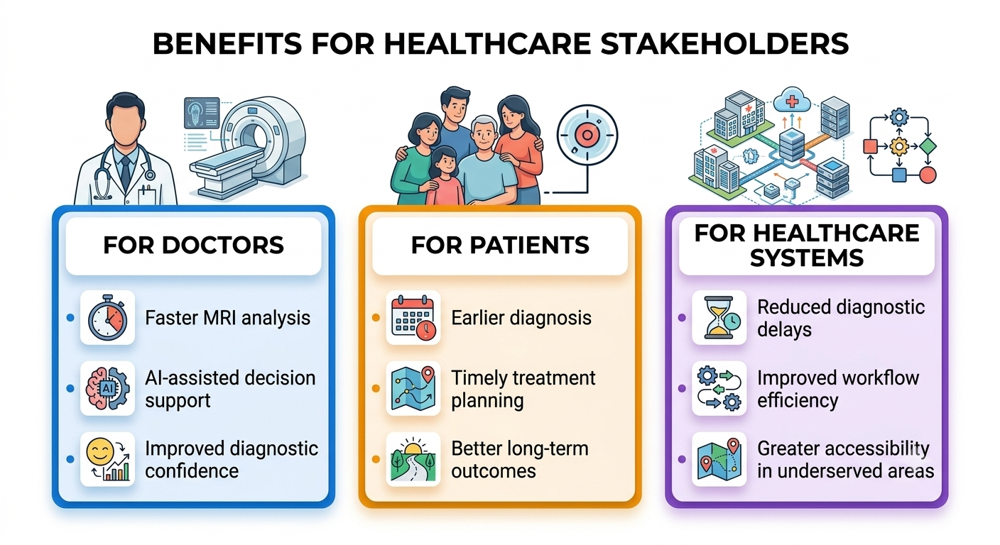 BENEFITS FOR HEALTHCARE STAKEHOLDERS
FOR DOCTORS
Faster MRI analysis
AI
AI-assisted decision
support
Improved diagnostic
confidence
FOR PATIENTS
Earlier diagnosis
Timely treatment
planning
Better long-term
outcomes
FOR HEALTHCARE
SYSTEMS
Reduced diagnostic
delays
Improved workflow
efficiency
Greater accessibility
in underserved areas